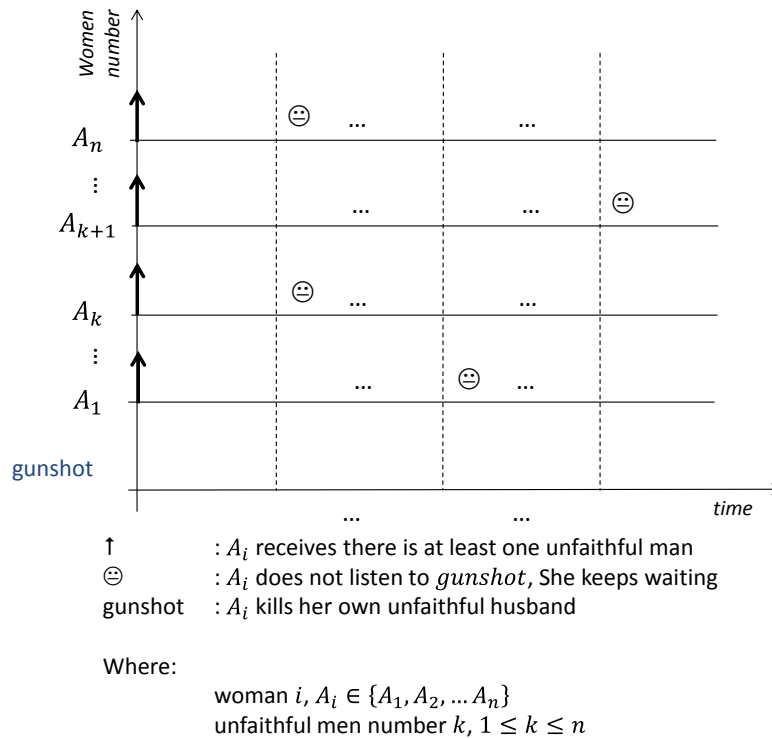 Women
number
...
...
A_n
...
...
...
A_{k+1}
...
...
A_k
...
...
...
A_1
gunshot
time
...
...
↑ : A_i receives there is at least one unfaithful man
😐 : A_i does not listen to gunshot, She keeps waiting
gunshot : A_i kills her own unfaithful husband
Where:
woman i, A_i ∈ {A_1, A_2, … A_n}
unfaithful men number k, 1 ≤ k ≤ n